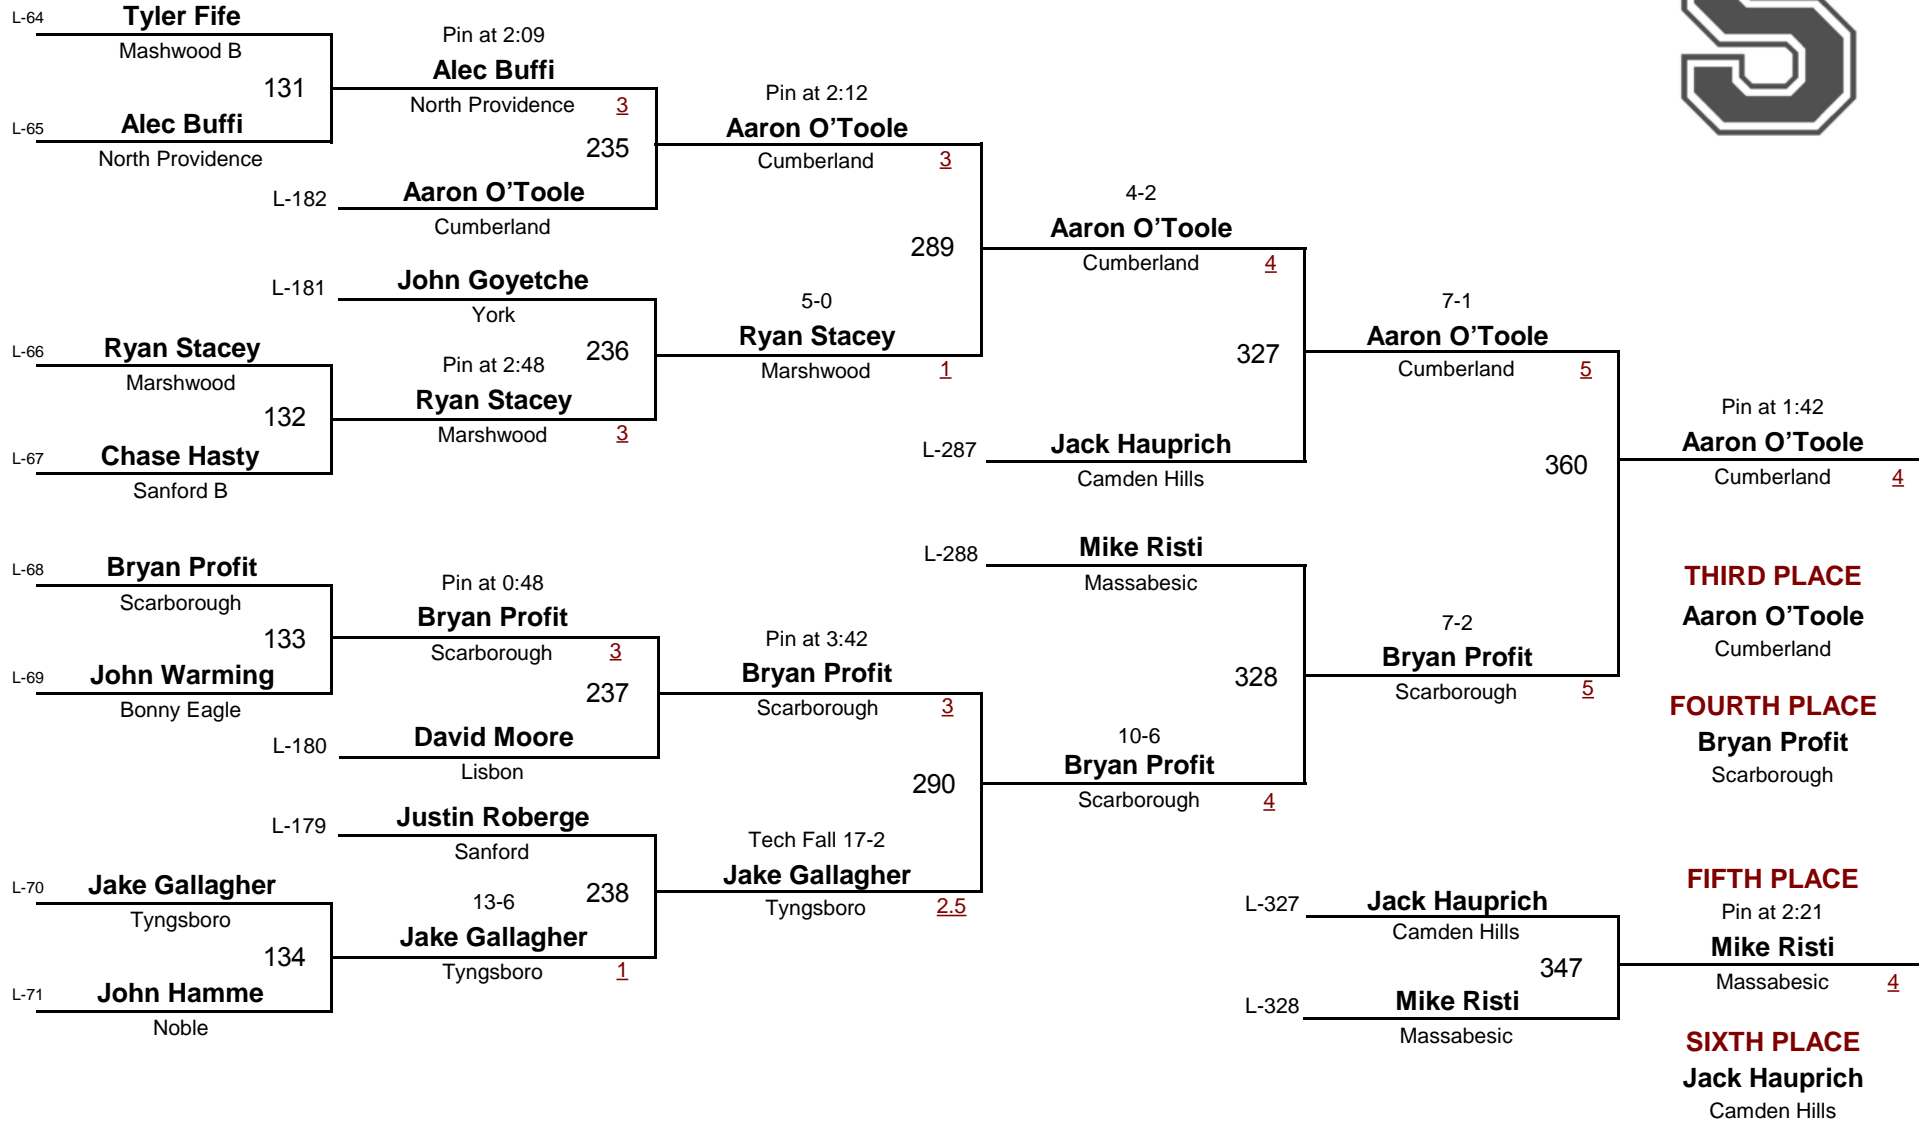 L-64
Tyler Fife
Mashwood B
131
L-65
Alec Buffi
North Providence
Pin at 2:09
Alec Buffi
North Providence 3
235
L-182
Aaron O'Toole
Cumberland
L-181
John Goyetche
York
236
L-66
Ryan Stacey
Marshwood
132
L-67
Chase Hasty
Sanford B
Pin at 2:48
Ryan Stacey
Marshwood 3
L-68
Bryan Profit
Scarborough
133
L-69
John Warming
Bonny Eagle
Pin at 0:48
Bryan Profit
Scarborough 3
237
L-180
David Moore
Lisbon
L-179
Justin Roberge
Sanford
238
L-70
Jake Gallagher
Tyngsboro
134
L-71
John Hamme
Noble
13-6
Jake Gallagher
Tyngsboro 1
Pin at 2:12
Aaron O'Toole
Cumberland 3
289
5-0
Ryan Stacey
Marshwood 1
Pin at 3:42
Bryan Profit
Scarborough 3
290
Tech Fall 17-2
Jake Gallagher
Tyngsboro 2.5
4-2
Aaron O'Toole
Cumberland 4
327
L-287
Jack Hauprich
Camden Hills
L-288
Mike Risti
Massabesic
328
10-6
Bryan Profit
Scarborough 4
7-1
Aaron O'Toole
Cumberland 5
360
7-2
Bryan Profit
Scarborough 5
L-327
Jack Hauprich
Camden Hills
347
L-328
Mike Risti
Massabesic
S
Pin at 1:42
Aaron O'Toole
Cumberland 4
THIRD PLACE
Aaron O'Toole
Cumberland
FOURTH PLACE
Bryan Profit
Scarborough
FIFTH PLACE
Pin at 2:21
Mike Risti
Massabesic 4
SIXTH PLACE
Jack Hauprich
Camden Hills